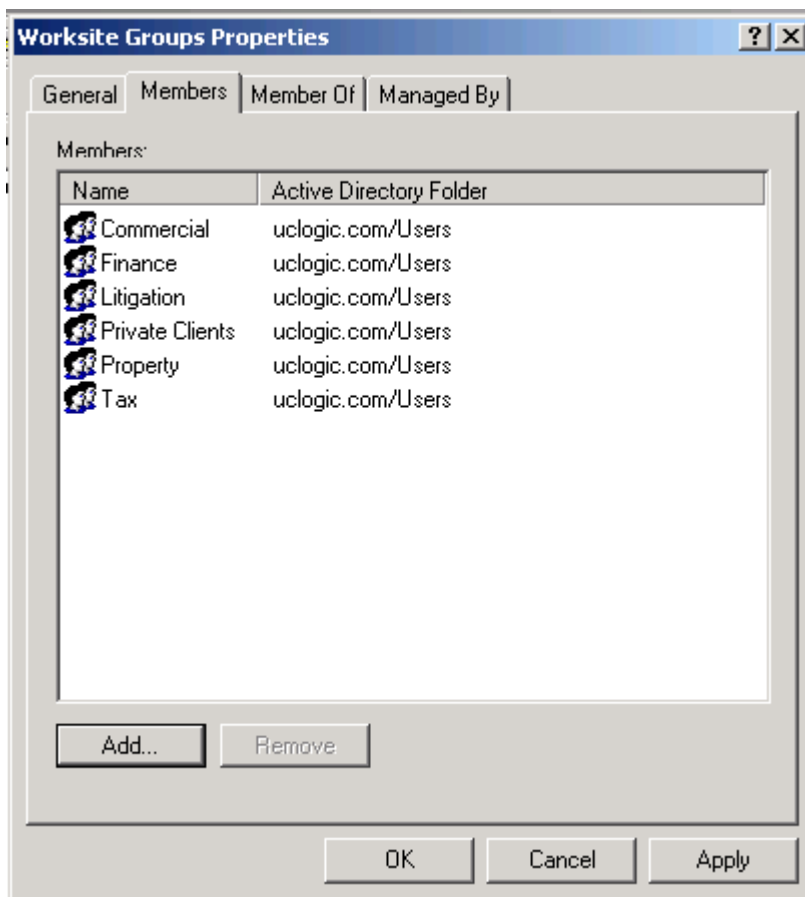 Worksite Groups Properties ? X
General Members Member Of Managed By
Members:
Name Active Directory Folder
Commercial uclogic.com/Users
Finance uclogic.com/Users
Litigation uclogic.com/Users
Private Clients uclogic.com/Users
Property uclogic.com/Users
Tax uclogic.com/Users
Add... Remove
OK Cancel Apply